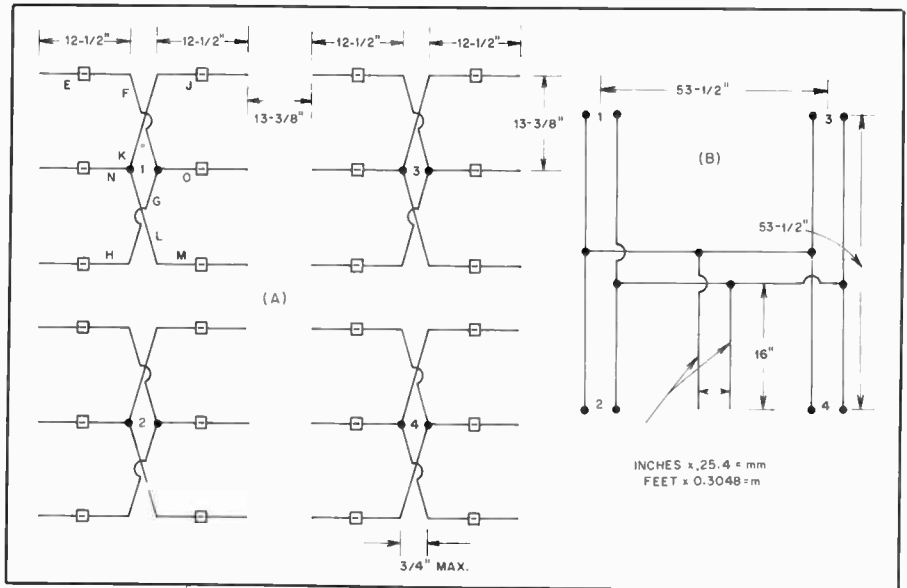 12-1/2" 12-1/2" 12-1/2" 12-1/2"
E F J
13-3/8" 13-3/8"
K
N 1 O 3
G
L
H M
(A)
2 4
3/4" MAX.
53-1/2"
1 3
(B)
53-1/2"
16"
2 4
INCHES x .25.4 = mm
FEET x 0.3048 = m